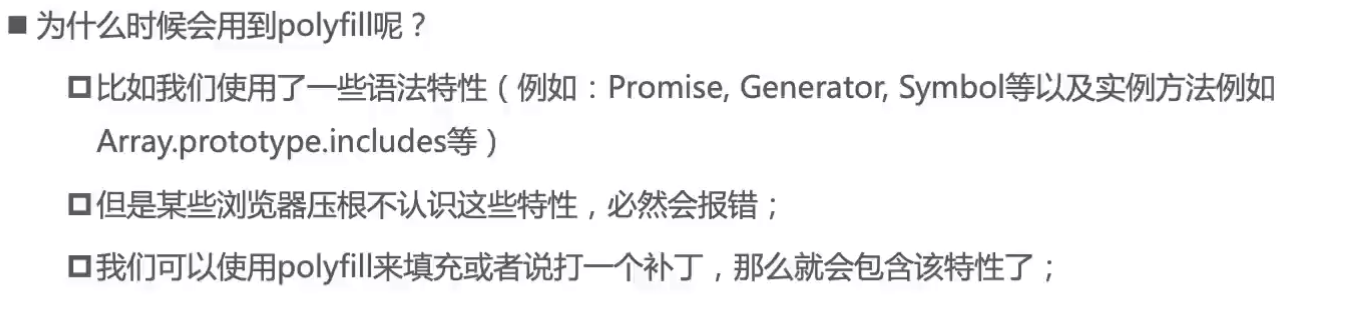 ■ 为什么时候会用到polyfill呢？
□ 比如我们使用了一些语法特性（例如：Promise, Generator, Symbol等以及实例方法例如
Array.prototype.includes等）
□ 但是某些浏览器压根不认识这些特性，必然会报错；
□ 我们可以使用polyfill来填充或者说打一个补丁，那么就会包含该特性了；